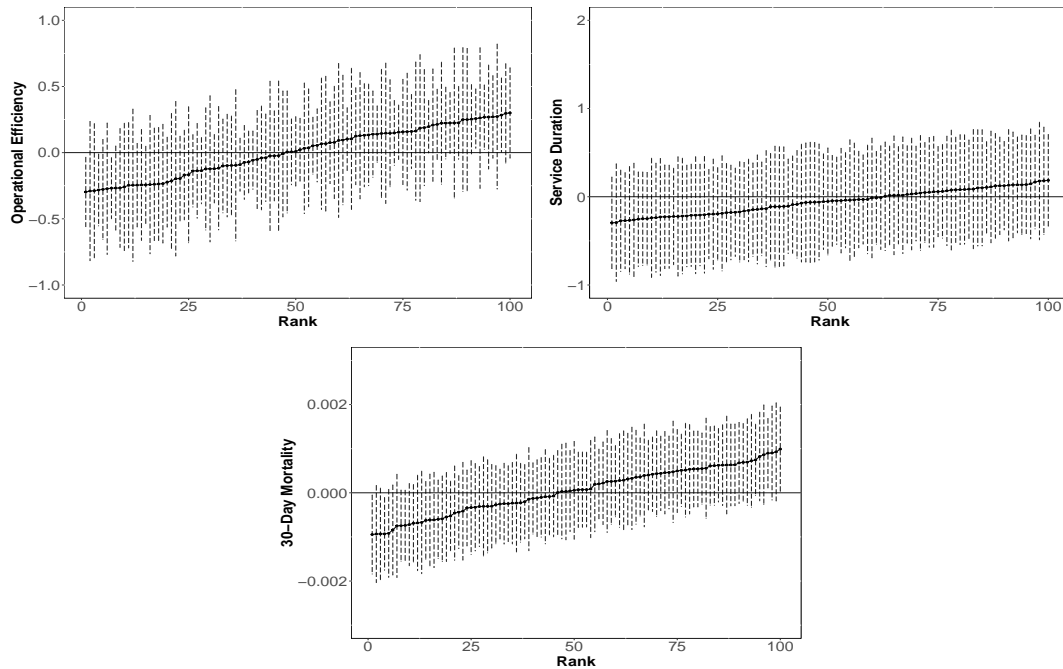 1.0
0.5
0.0
−0.5
−1.0
Operational Efficiency
0 25 50 75 100
Rank
2
1
0
−1
Service Duration
0 25 50 75 100
Rank
0.002
0.000
−0.002
30−Day Mortality
0 25 50 75 100
Rank